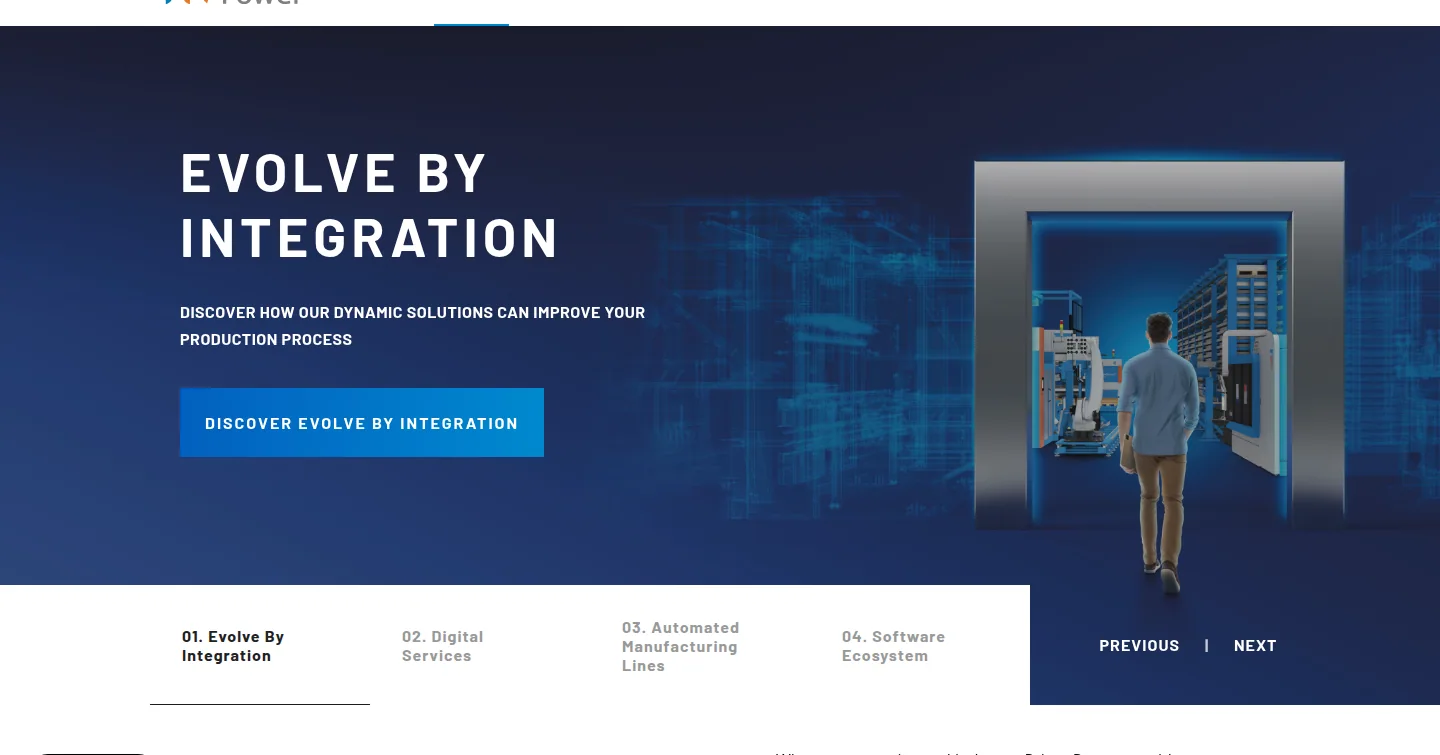 EVOLVE BY
INTEGRATION
DISCOVER HOW OUR DYNAMIC SOLUTIONS CAN IMPROVE YOUR
PRODUCTION PROCESS
DISCOVER EVOLVE BY INTEGRATION
01. Evolve By
Integration
02. Digital
Services
03. Automated
Manufacturing
Lines
04. Software
Ecosystem
PREVIOUS | NEXT